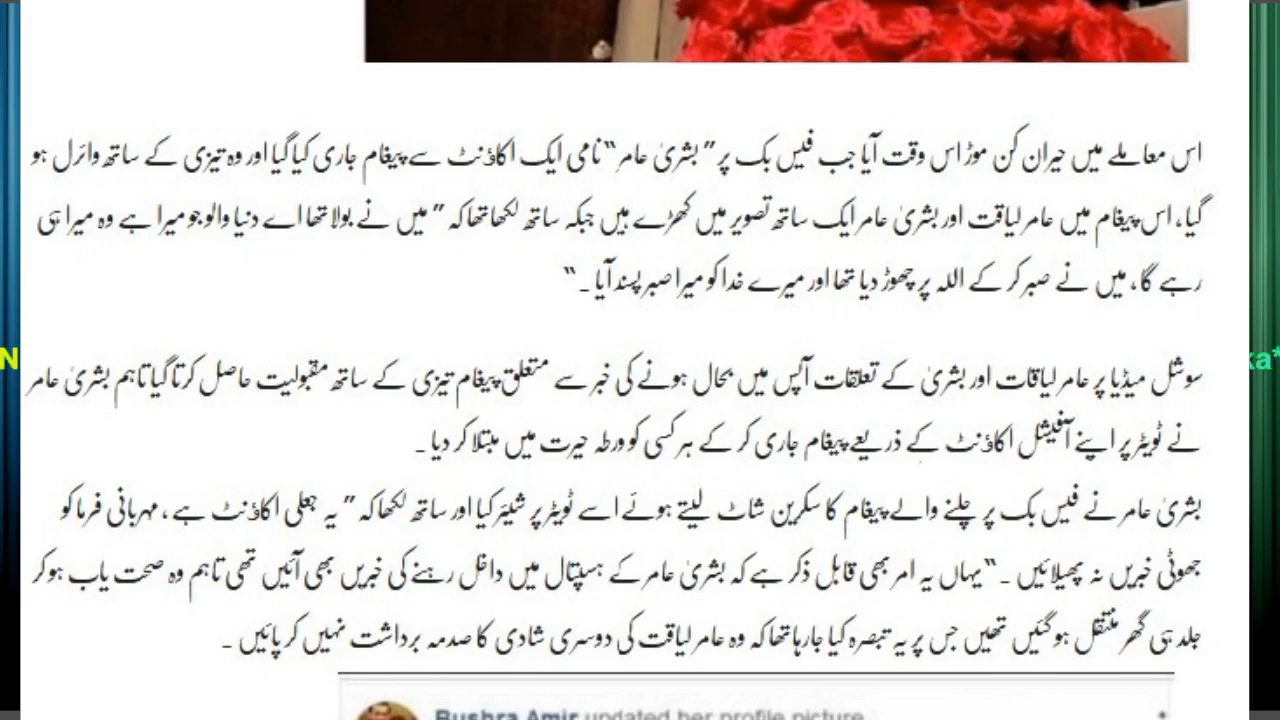 اس معاملے میں حیران کن موڑ اس وقت آیا جب فیس بک پر ” بشریٰ عامر “ نامی ایک اکاؤنٹ سے پیغام جاری کیا گیا اور وہ تیزی کے ساتھ وائرل ہو
گیا، اس پیغام میں عامر لیاقت اور بشریٰ عامر ایک ساتھ تصویر میں کھڑے ہیں جبکہ ساتھ لکھا تھا کہ ” میں نے بولا تھا اے دنیا والو جو میرا ہے وہ میرا ہی
رہے گا، میں نے صبر کر کے اللہ پر چھوڑ دیا تھا اور میرے خدا کو میرا صبر پسند آیا ۔“
سوشل میڈیا پر عامر لیاقات اور بشریٰ کے تعلقات آپس میں بحال ہونے کی خبر سے متعلق پیغام تیزی کے ساتھ مقبولیت حاصل کرتا گیا تاہم بشریٰ عامر
نے ٹویٹر پر اپنے آفیشل اکاؤنٹ کے ذریعے پیغام جاری کر کے ہر کسی کو ورطہ حیرت میں مبتلا کر دیا ۔
بشریٰ عامر نے فیس بک پر چلنے والے پیغام کا سکرین شاٹ لیتے ہوئے اسے ٹویٹر پر شیئر کیا اور ساتھ لکھا کہ ” یہ جعلی اکاؤنٹ ہے ، مہربانی فرما کو
جھوٹی خبریں نہ پھیلائیں ۔“ یہاں یہ امر بھی قابل ذکر ہے کہ بشریٰ عامر کے ہسپتال میں داخل رہنے کی خبریں بھی آئیں تھی تاہم وہ صحت یاب ہو کر
جلد ہی گھر منتقل ہو گئیں تھیں جس پر یہ تبصرہ کیا جا رہا تھا کہ وہ عامر لیاقت کی دوسری شادی کا صدمہ برداشت نہیں کر پائیں ۔
N
ka*
Bushra Amir updated her profile picture